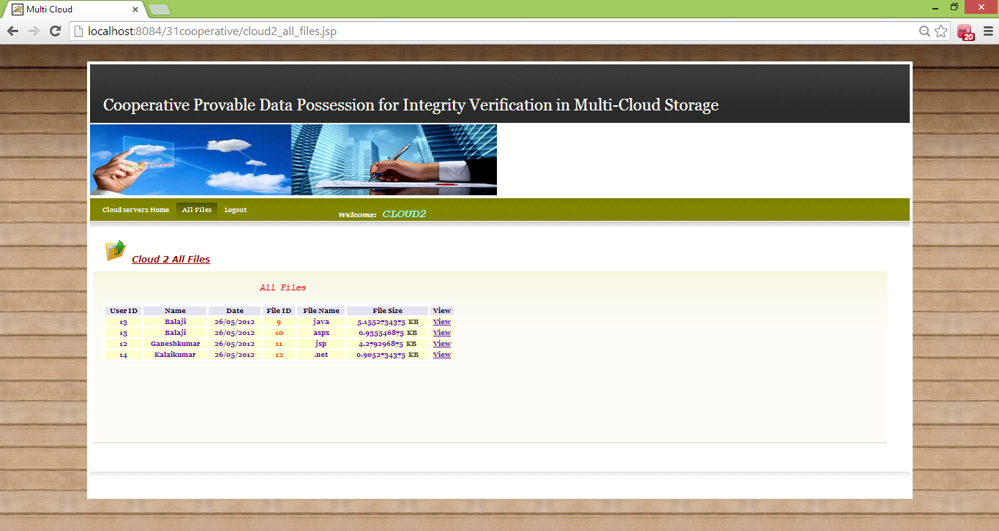 Multi Cloud
localhost:8084/31cooperative/cloud2_all_files.jsp
20
Cooperative Provable Data Possession for Integrity Verification in Multi-Cloud Storage
Cloud server2 Home All Files Logout Welcome: CLOUD2
Cloud 2 All Files
All Files
User ID Name Date File ID File Name File Size View
13 Balaji 26/05/2012 9 java 5.1552734375 KB View
13 Balaji 26/05/2012 10 aspx 0.935546875 KB View
12 Ganeshkumar 26/05/2012 11 jsp 4.279296875 KB View
14 Kalaikumar 26/05/2012 12 .net 0.9052734375 KB View